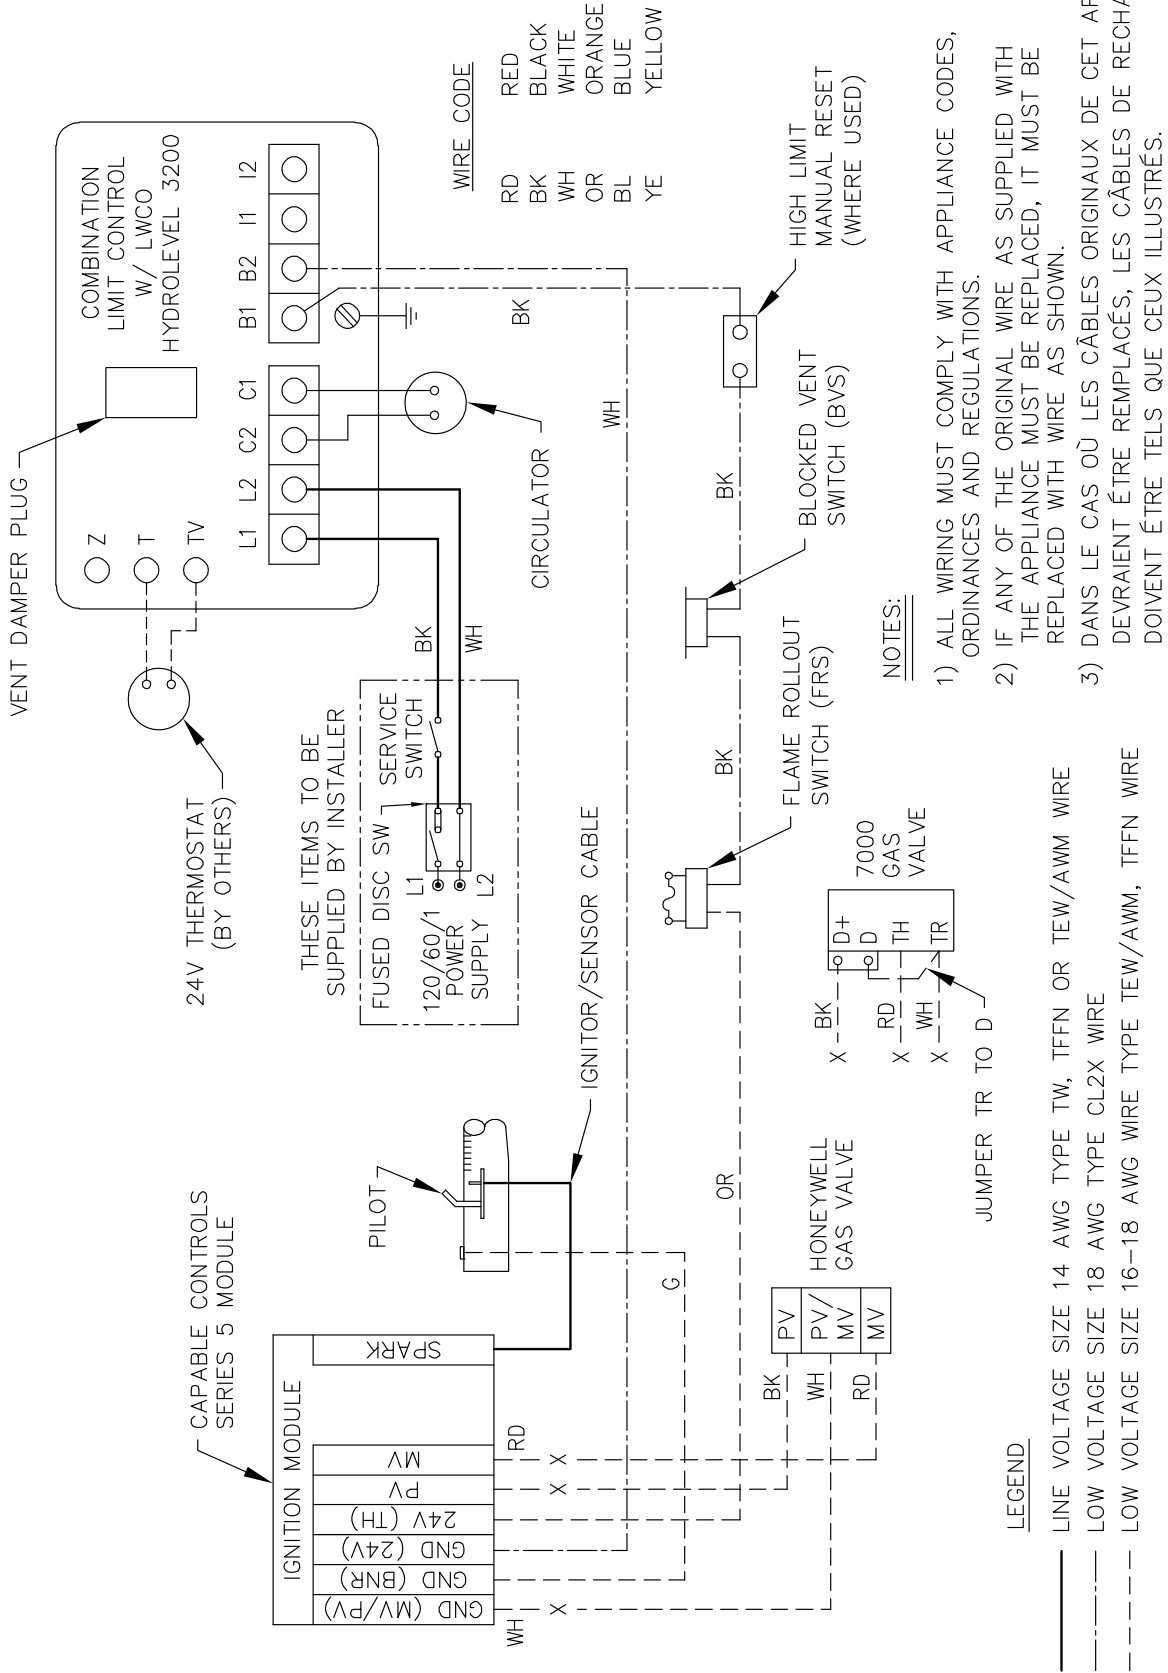 VENT DAMPER PLUG
24V THERMOSTAT
(BY OTHERS)
Z
T
TV
COMBINATION
LIMIT CONTROL
W/ LWCO
HYDROLEVEL 3200
L1
L2
C2
C1
B1
B2
I1
I2
THESE ITEMS TO BE
SUPPLIED BY INSTALLER
FUSED DISC SW
SERVICE
SWITCH
L1
120/60/1
POWER
SUPPLY
L2
BK
WH
CIRCULATOR
BK
WH
WIRE CODE
RD RED
BK BLACK
WH WHITE
OR ORANGE
BL BLUE
YE YELLOW
CAPABLE CONTROLS
SERIES 5 MODULE
IGNITION MODULE
GND (MV/PV)
GND (BNR)
GND (24V)
24V (TH)
PV
MV
SPARK
WH
X
X
X
RD
PILOT
G
IGNITOR/SENSOR CABLE
OR
BK
BK
FLAME ROLLOUT
SWITCH (FRS)
BLOCKED VENT
SWITCH (BVS)
HIGH LIMIT
MANUAL RESET
(WHERE USED)
BK
WH
RD
PV
PV/
MV
MV
HONEYWELL
GAS VALVE
X
BK
X
RD
X
WH
D+
D
TH
TR
7000
GAS
VALVE
JUMPER TR TO D
LEGEND
LINE VOLTAGE SIZE 14 AWG TYPE TW, TFFN OR TEW/AWM WIRE
LOW VOLTAGE SIZE 18 AWG TYPE CL2X WIRE
LOW VOLTAGE SIZE 16-18 AWG WIRE TYPE TEW/AWM, TFFN WIRE
NOTES:
1) ALL WIRING MUST COMPLY WITH APPLIANCE CODES,
ORDINANCES AND REGULATIONS.
2) IF ANY OF THE ORIGINAL WIRE AS SUPPLIED WITH
THE APPLIANCE MUST BE REPLACED, IT MUST BE
REPLACED WITH WIRE AS SHOWN.
3) DANS LE CAS OÙ LES CÂBLES ORIGINAUX DE CET
DEVRAIENT ÉTRE REMPLACÉS, LES CÂBLES DE
DOIVENT ÉTRE TELS QUE CEUX ILLUSTRÉS.